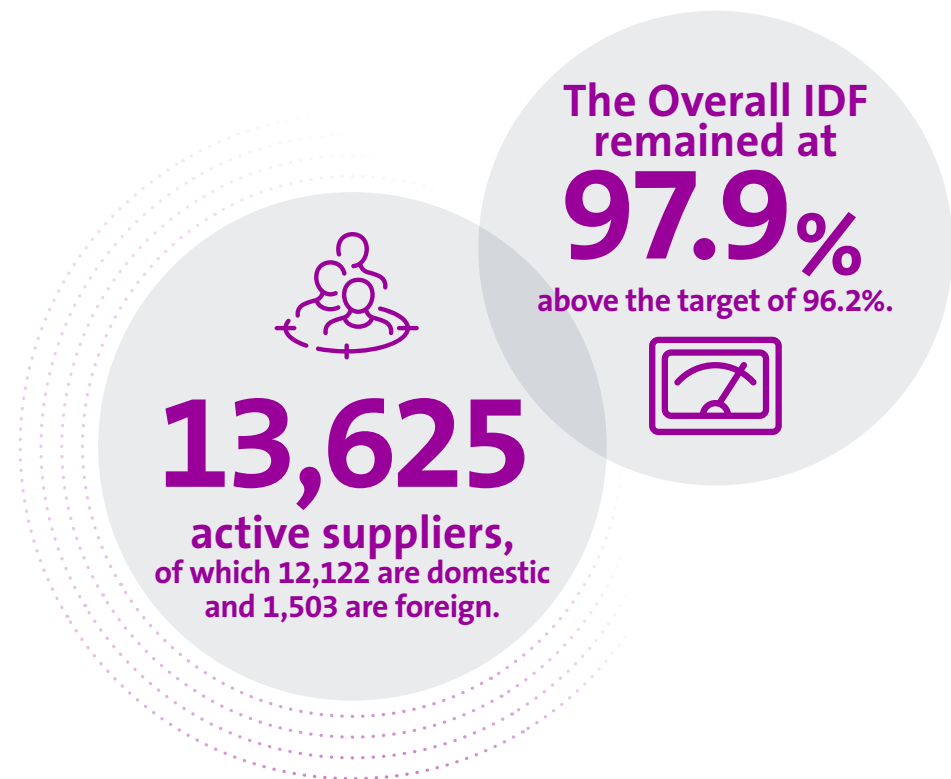 The Overall IDF
remained at
97.9%
above the target of 96.2%.
13,625
active suppliers,
of which 12,122 are domestic
and 1,503 are foreign.